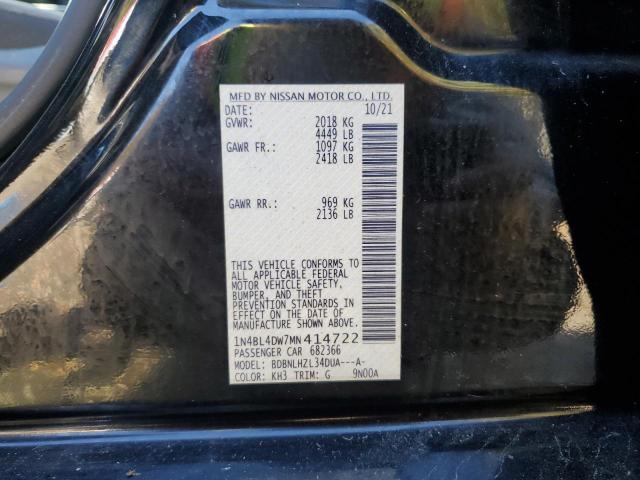 MFD BY NISSAN MOTOR CO., LTD.
DATE: 10/21
GVWR: 2018 KG
4449 LB
GAWR FR.: 1097 KG
2418 LB
GAWR RR.: 969 KG
2136 LB
THIS VEHICLE CONFORMS TO
ALL APPLICABLE FEDERAL
MOTOR VEHICLE SAFETY,
BUMPER, AND THEFT
PREVENTION STANDARDS IN
EFFECT ON THE DATE OF
MANUFACTURE SHOWN ABOVE.
1N4BL4DW7MN414722
PASSENGER CAR 682366
MODEL: BDBNLHZL34DUA---A-
COLOR: KH3 TRIM: G 9N00A